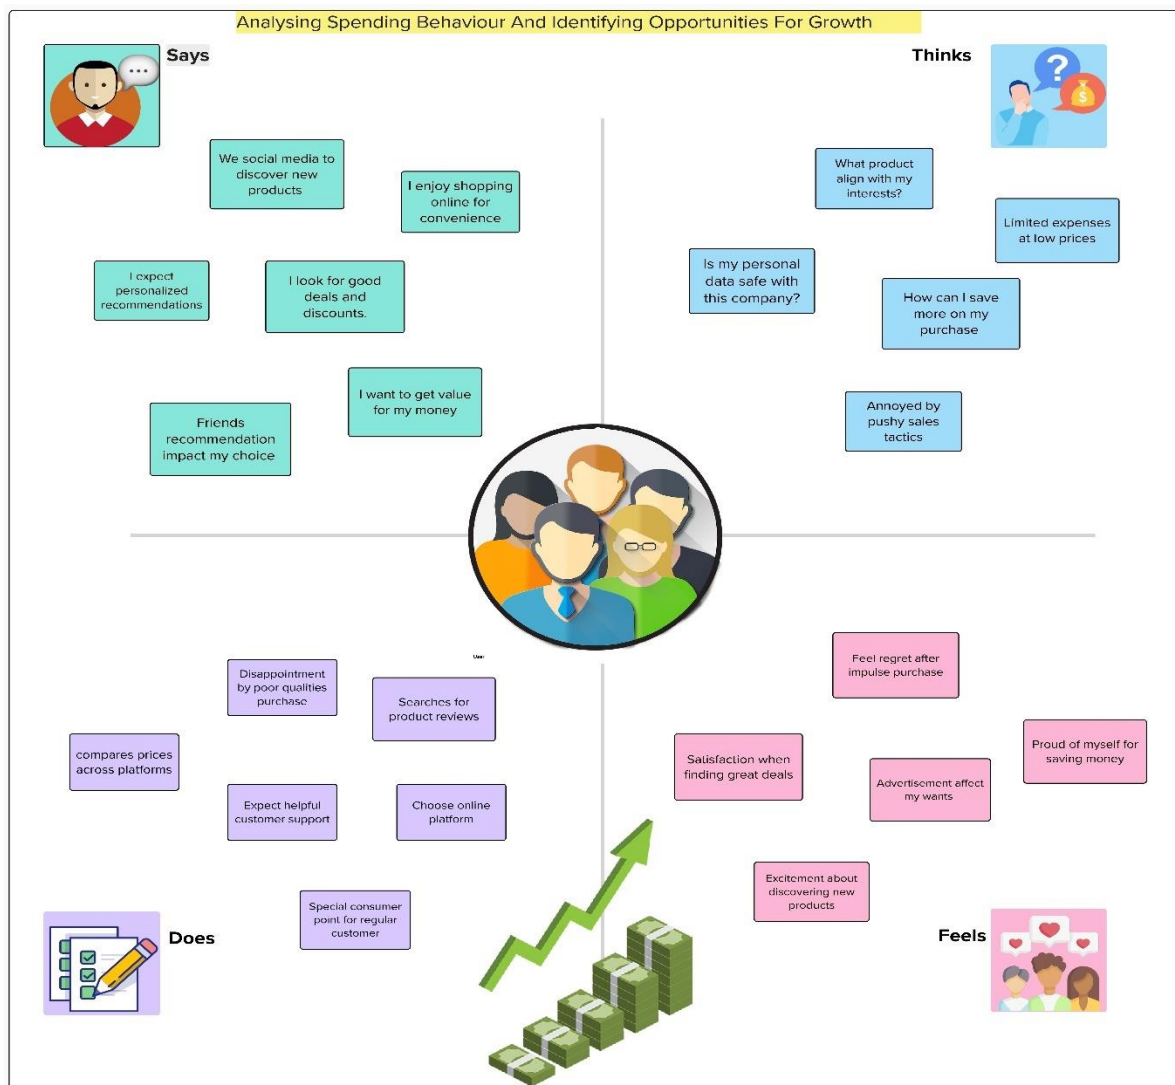 Analysing Spending Behaviour And Identifying Opportunities For Growth
Says
We social media to
discover new
products
I enjoy shopping
online for
convenience
I expect
personalized
recommendations
I look for good
deals and
discounts.
I want to get value
for my money
Friends
recommendation
impact my choice
Thinks
What product
align with my
interests?
Limited expenses
at low prices
Is my personal
data safe with
this company?
How can I save
more on my
purchase
Annoyed by
pushy sales
tactics
User
Disappointment
by poor qualities
purchase
Searches for
product reviews
compares prices
across platforms
Expect helpful
customer support
Choose online
platform
Special consumer
point for regular
customer
Does
Feel regret after
impulse purchase
Satisfaction when
finding great deals
Proud of myself for
saving money
Advertisement affect
my wants
Excitement about
discovering new
products
Feels